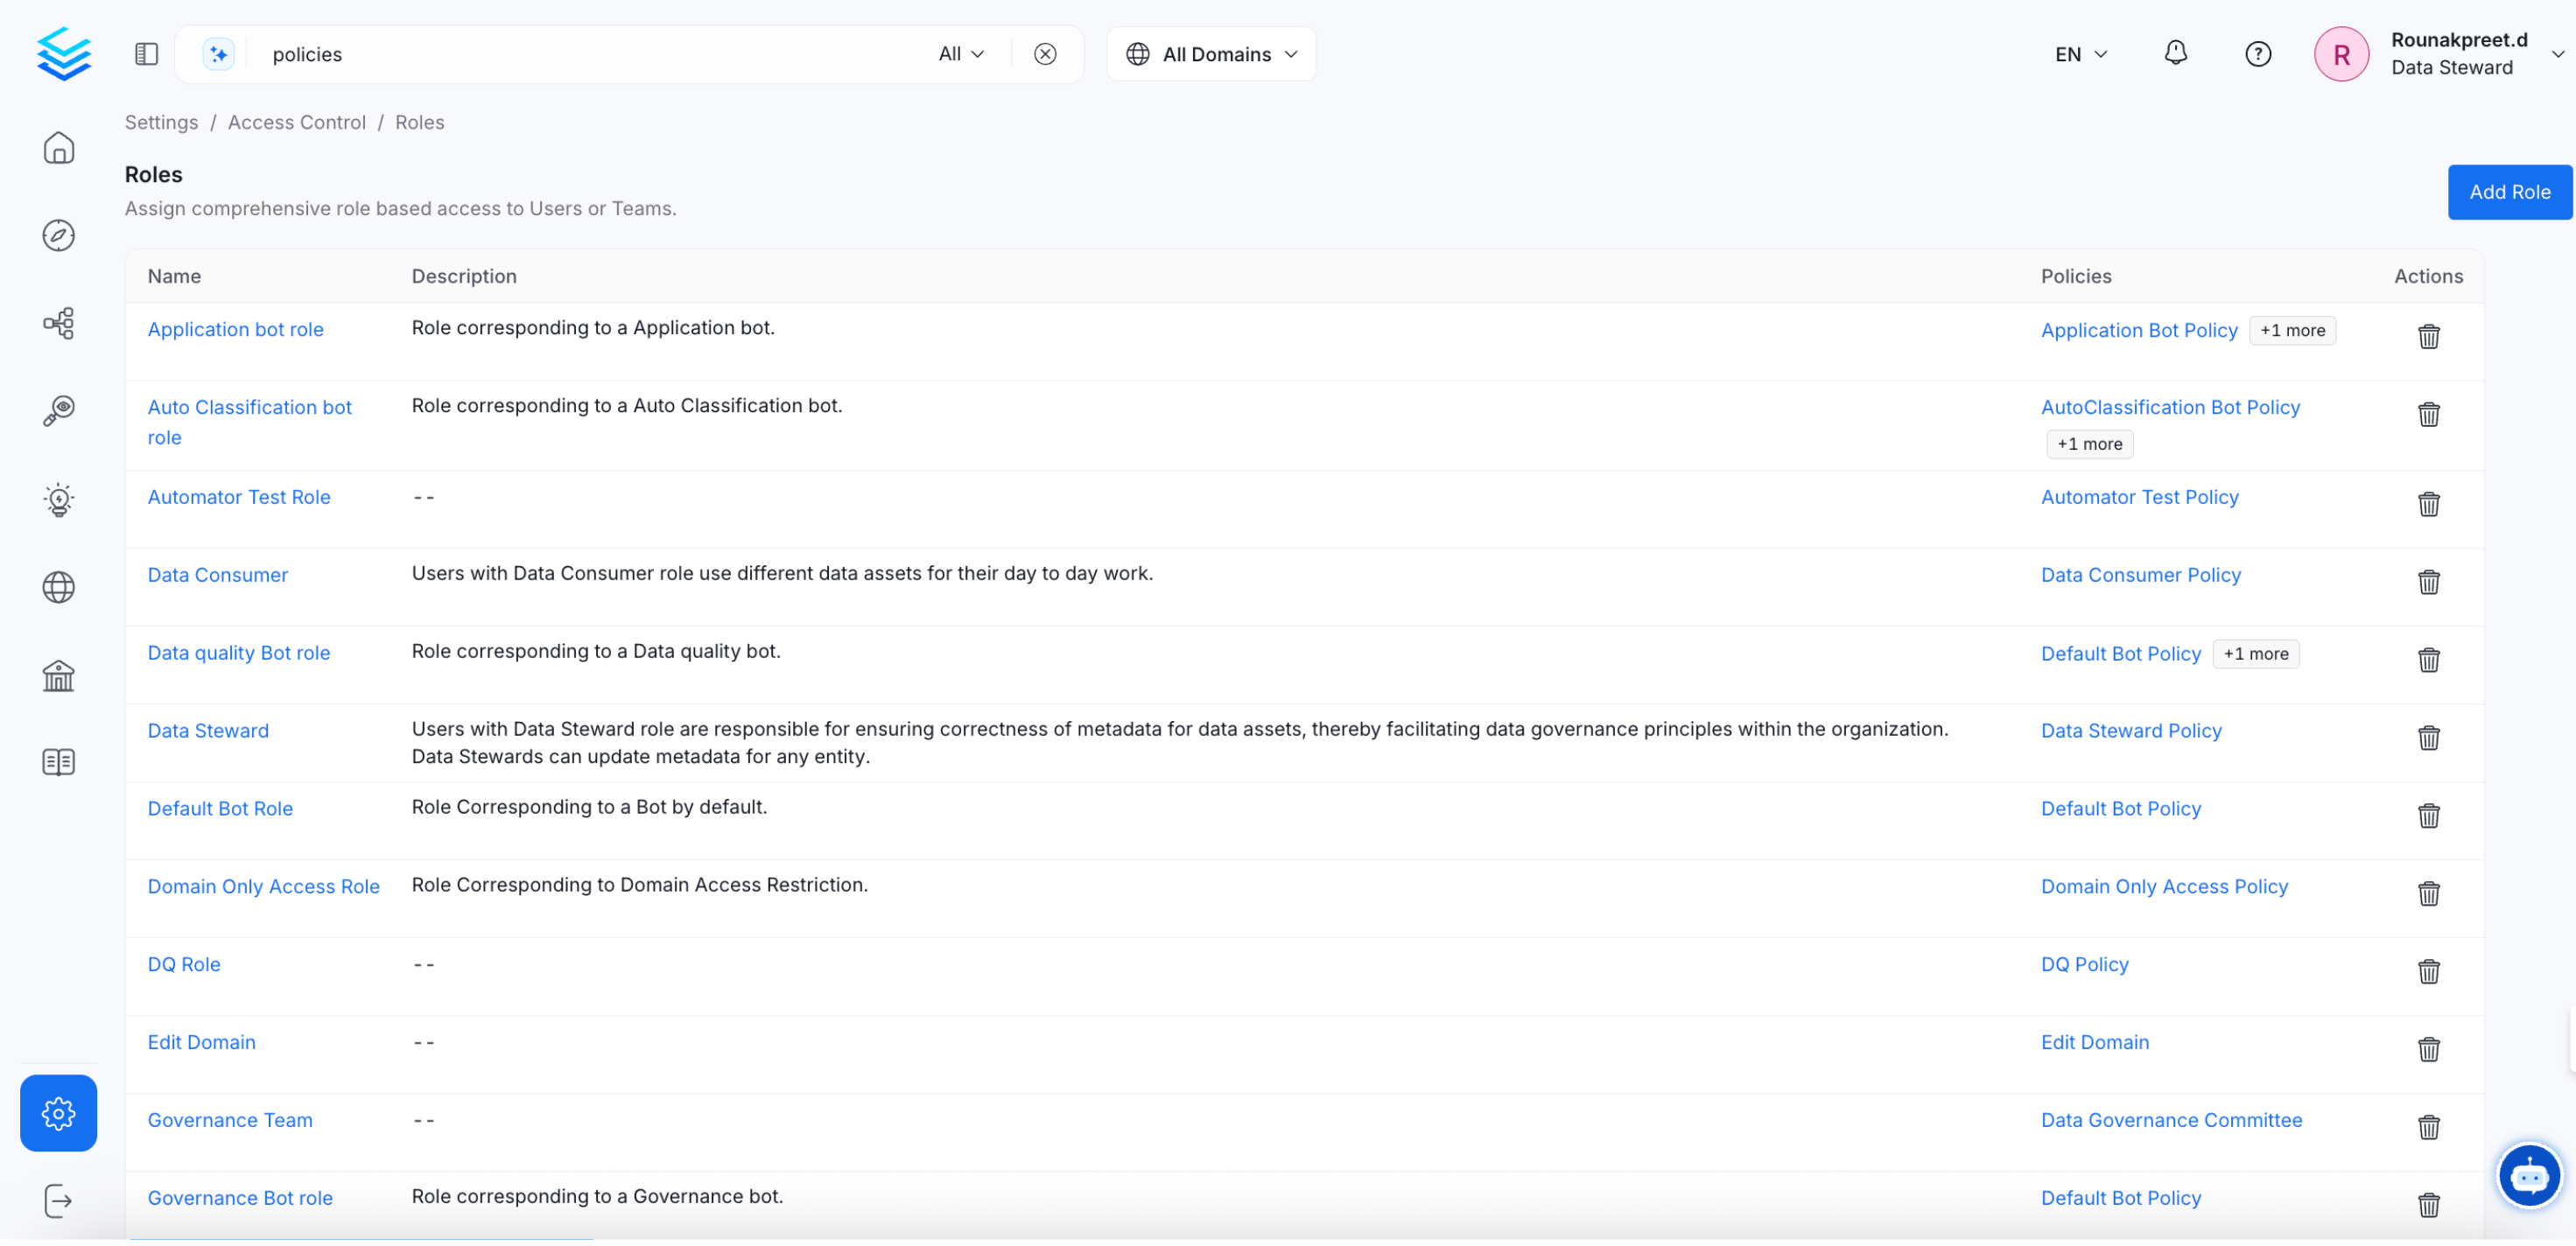 policies
All
All Domains
EN
R
Rounakpreet.d
Data Steward
Settings / Access Control / Roles
Roles
Assign comprehensive role based access to Users or Teams.
Add Role
Name Description Policies Actions
Application bot role Role corresponding to a Application bot. Application Bot Policy +1 more
Auto Classification bot Role corresponding to a Auto Classification bot. AutoClassification Bot Policy
role +1 more
Automator Test Role -- Automator Test Policy
Data Consumer Users with Data Consumer role use different data assets for their day to day work. Data Consumer Policy
Data quality Bot role Role corresponding to a Data quality bot. Default Bot Policy +1 more
Data Steward Users with Data Steward role are responsible for ensuring correctness of metadata for data assets, thereby facilitating data governance principles within the organization. Data Steward Policy
Data Stewards can update metadata for any entity.
Default Bot Role Role Corresponding to a Bot by default. Default Bot Policy
Domain Only Access Role Role Corresponding to Domain Access Restriction. Domain Only Access Policy
DQ Role -- DQ Policy
Edit Domain -- Edit Domain
Governance Team -- Data Governance Committee
Governance Bot role Role corresponding to a Governance bot. Default Bot Policy